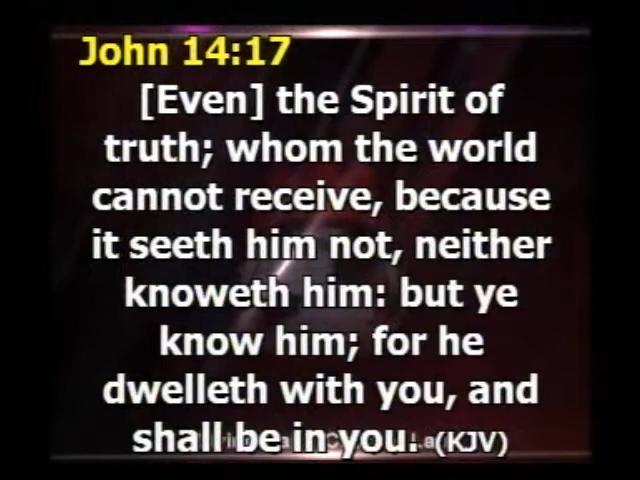 John 14:17
[Even] the Spirit of
truth; whom the world
cannot receive, because
it seeth him not, neither
knoweth him: but ye
know him; for he
dwelleth with you, and
shall be in you. (KJV)